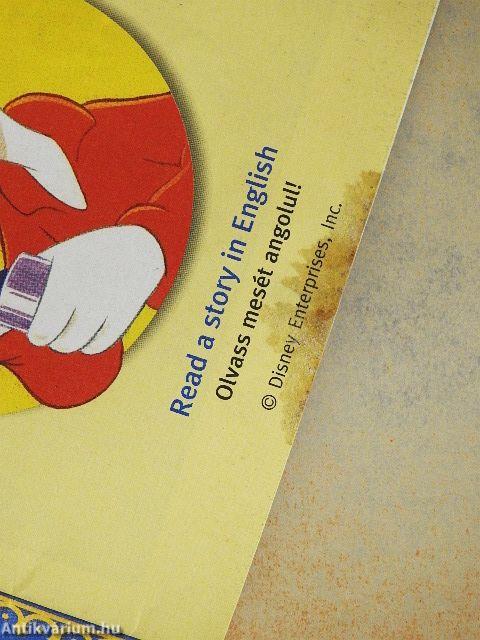 Read a story in English
Olvass mesét angolul!
© Disney Enterprises, Inc.
Antikvarium.hu